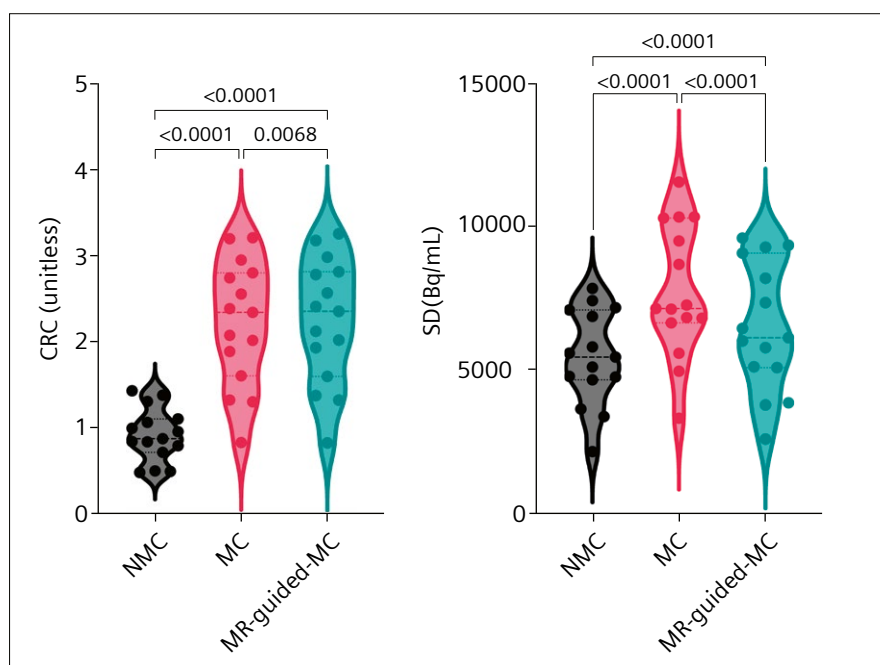 <0.0001
<0.0001
0.0068
5
4
3
2
1
0
CRC (unitless)
NMC
MC
MR-guided-MC
<0.0001
<0.0001
<0.0001
15000
10000
5000
0
SD(Bq/mL)
NMC
MC
MR-guided-MC